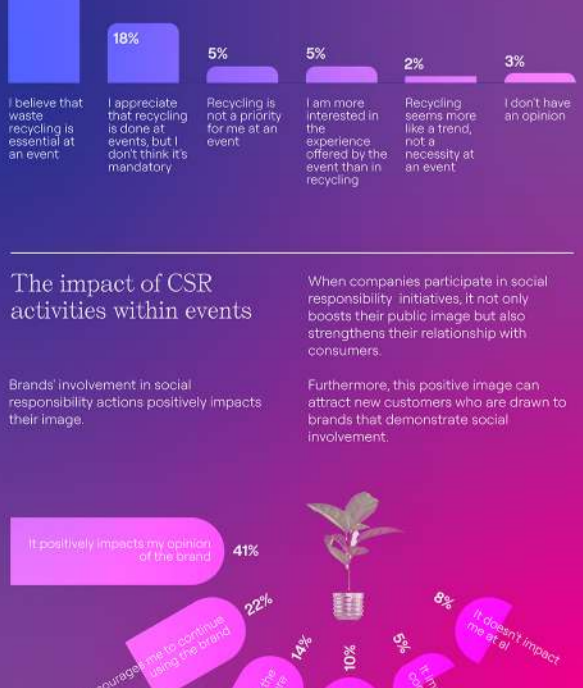 18%
5%
5%
2%
3%
I believe that
waste
recycling is
essential at
an event
I appreciate
that recycling
is done at
events, but I
don't think it's
mandatory
Recycling is
not a priority
for me at an
event
I am more
interested in
the
experience
offered by the
event than in
recycling
Recycling
seems more
like a trend,
not a
necessity at
an event
I don't have
an opinion
The impact of CSR
activities within events
Brands' involvement in social
responsibility actions positively impacts
their image.
When companies participate in social
responsibility initiatives, it not only
boosts their public image but also
strengthens their relationship with
consumers.
Furthermore, this positive image can
attract new customers who are drawn to
brands that demonstrate social
involvement.
It positively impacts my opinion
of the brand
41%
me to continue
using the brand
22%
the
14%
10%
5%
It doesn't impact
me at al
8%